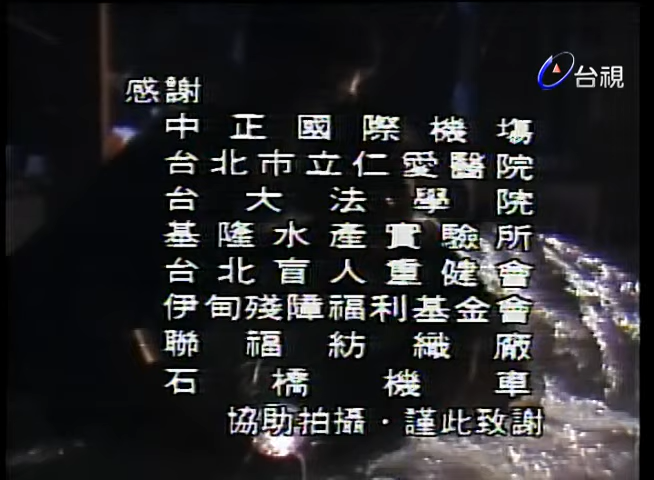 台視
感謝
中正國際機場
台北市立仁愛醫院
台大法學院
基隆水產實驗所
台北盲人重健會
伊甸殘障福利基金會
聯福紡織廠
石橋機車
協助拍攝·謹此致謝